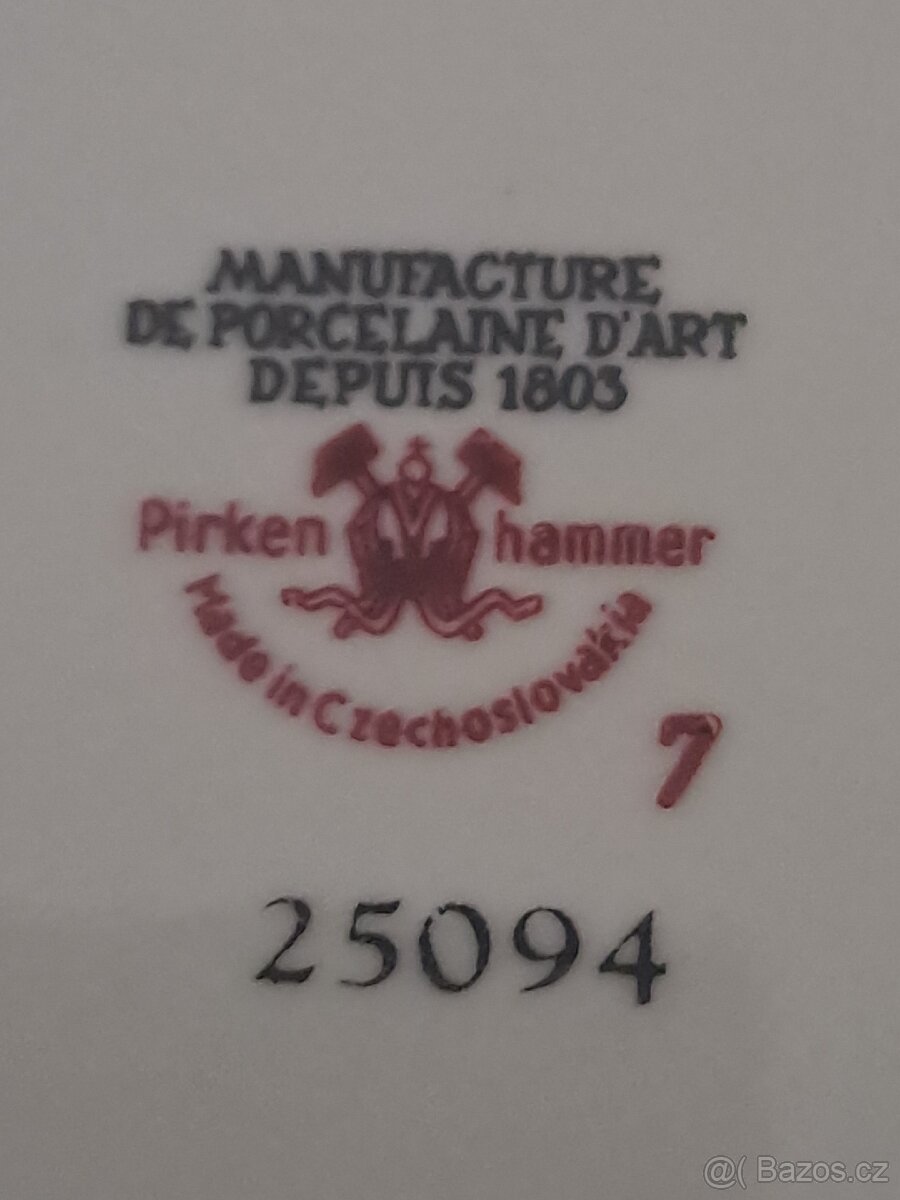 MANUFACTURE
DE PORCELAINE D'ART
DEPUIS 1803
Pirken hammer
Made in Czechoslovakia
7
25094
@( Bazos.cz